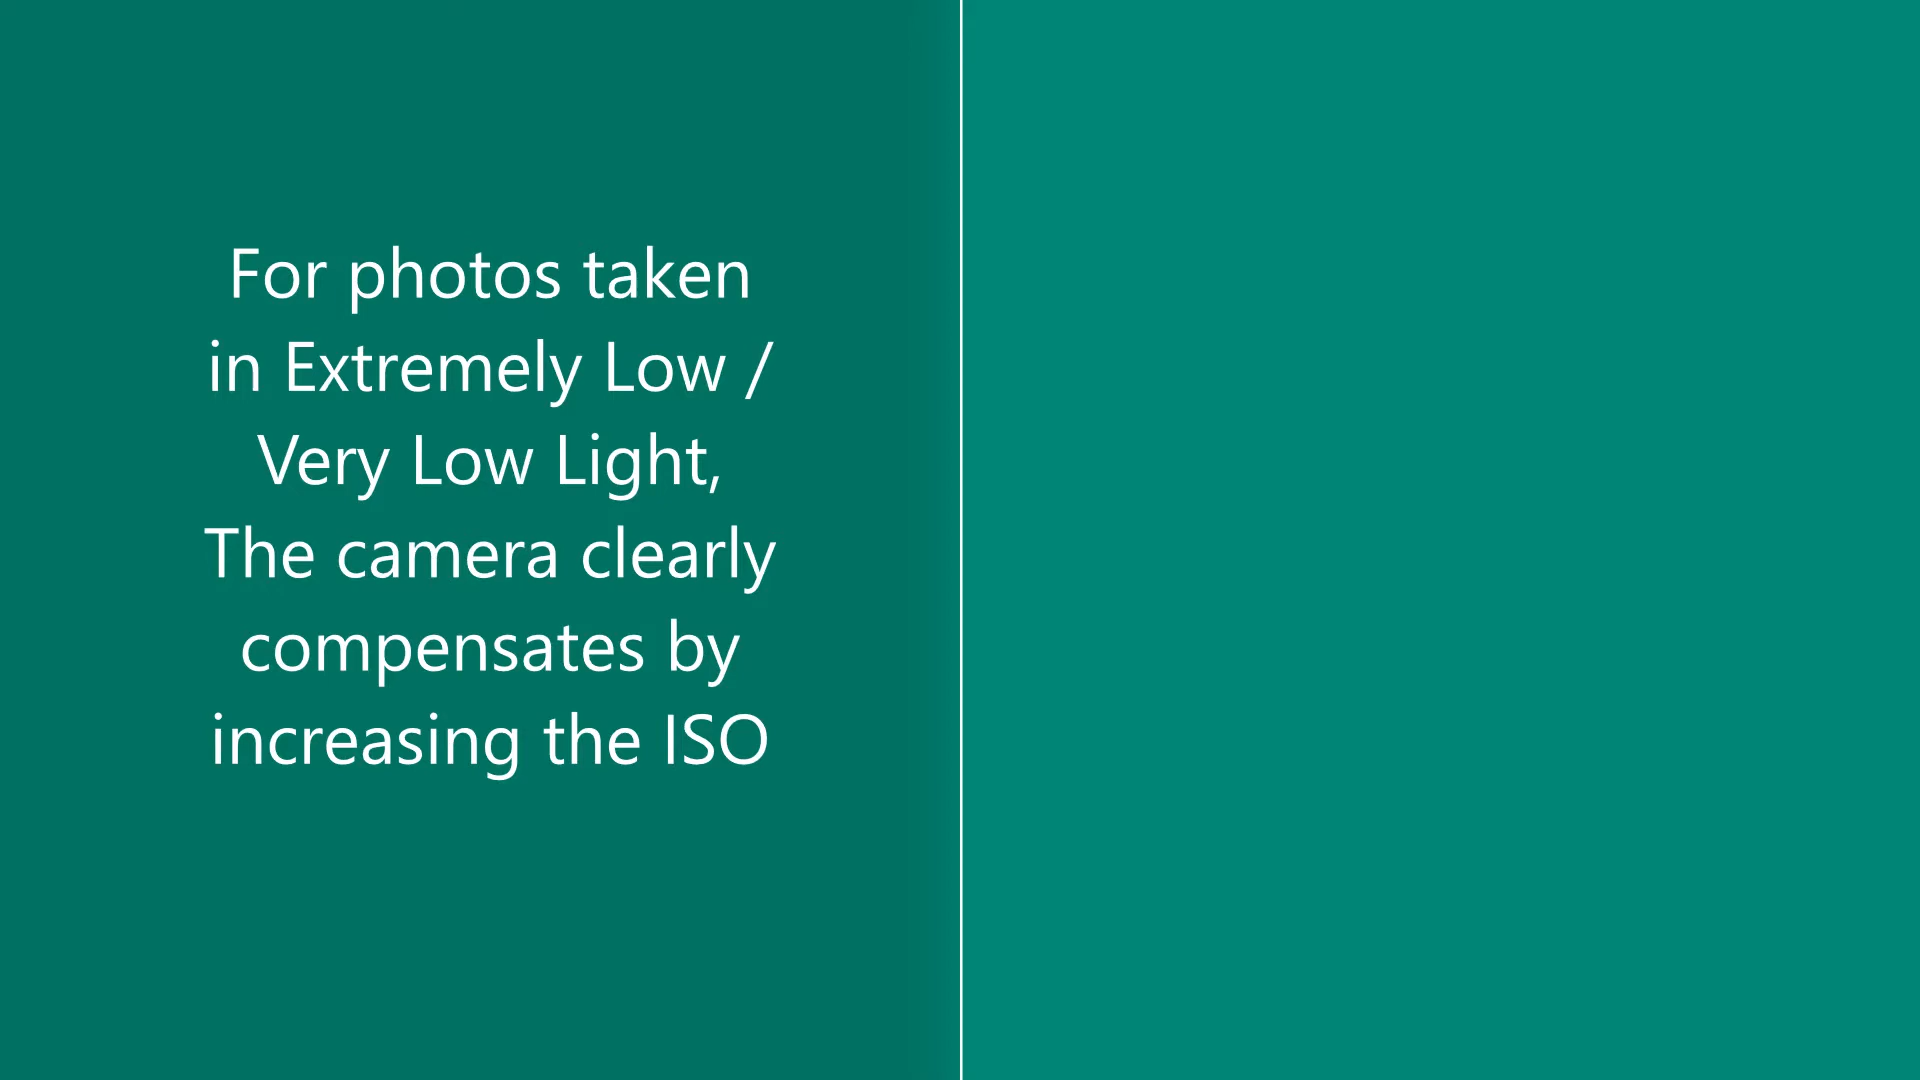 For photos taken
in Extremely Low /
Very Low Light,
The camera clearly
compensates by
increasing the ISO